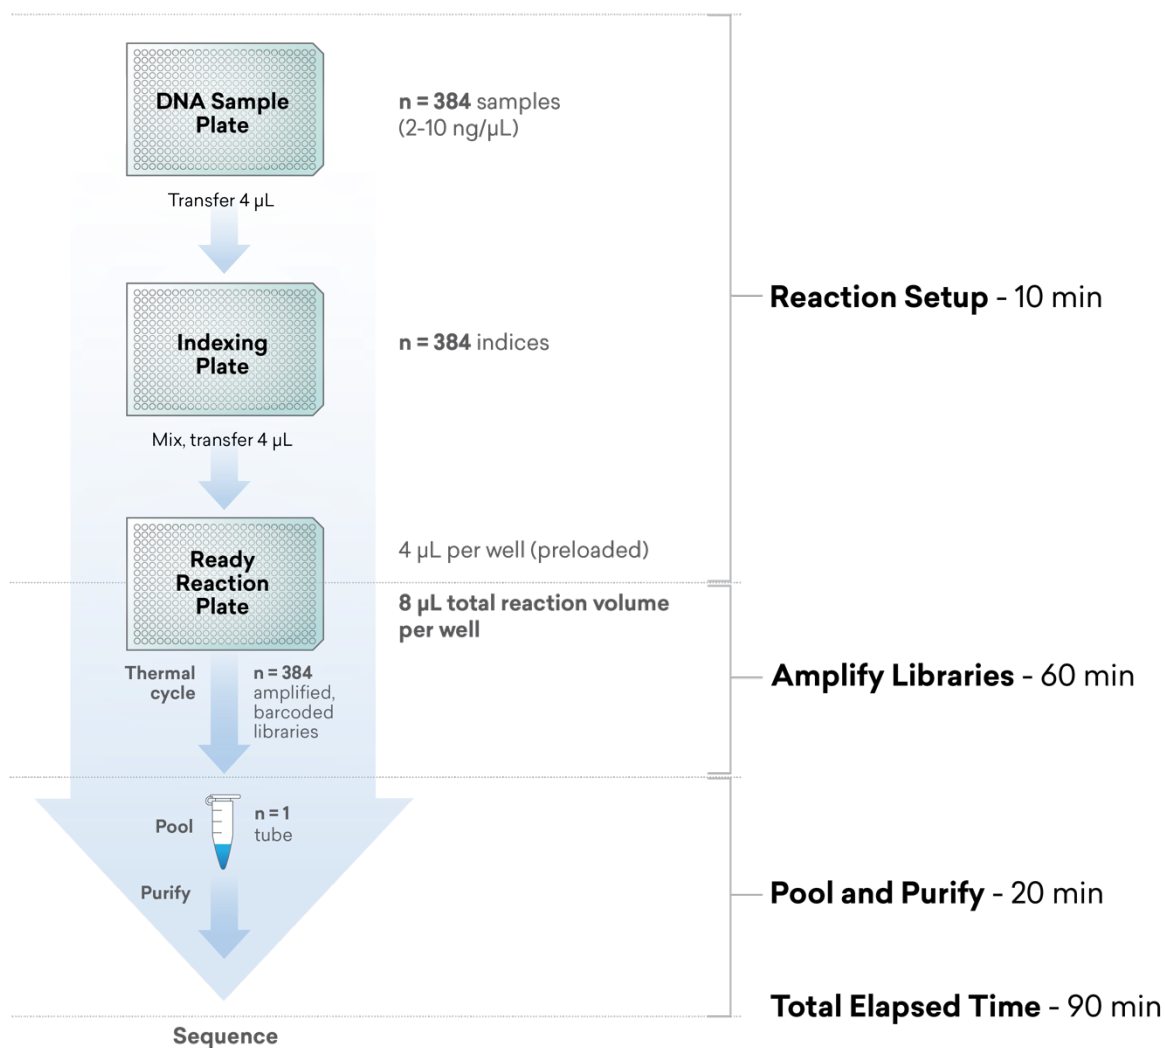 DNA Sample
Plate
n = 384 samples
(2-10 ng/µL)
Transfer 4 µL
Reaction Setup - 10 min
Indexing
Plate
n = 384 indices
Mix, transfer 4 µL
Ready
Reaction
Plate
4 µL per well (preloaded)
8 µL total reaction volume
per well
Thermal
cycle
n = 384
amplified,
barcoded
libraries
Amplify Libraries - 60 min
Pool
n = 1
tube
Purify
Pool and Purify - 20 min
Total Elapsed Time - 90 min
Sequence